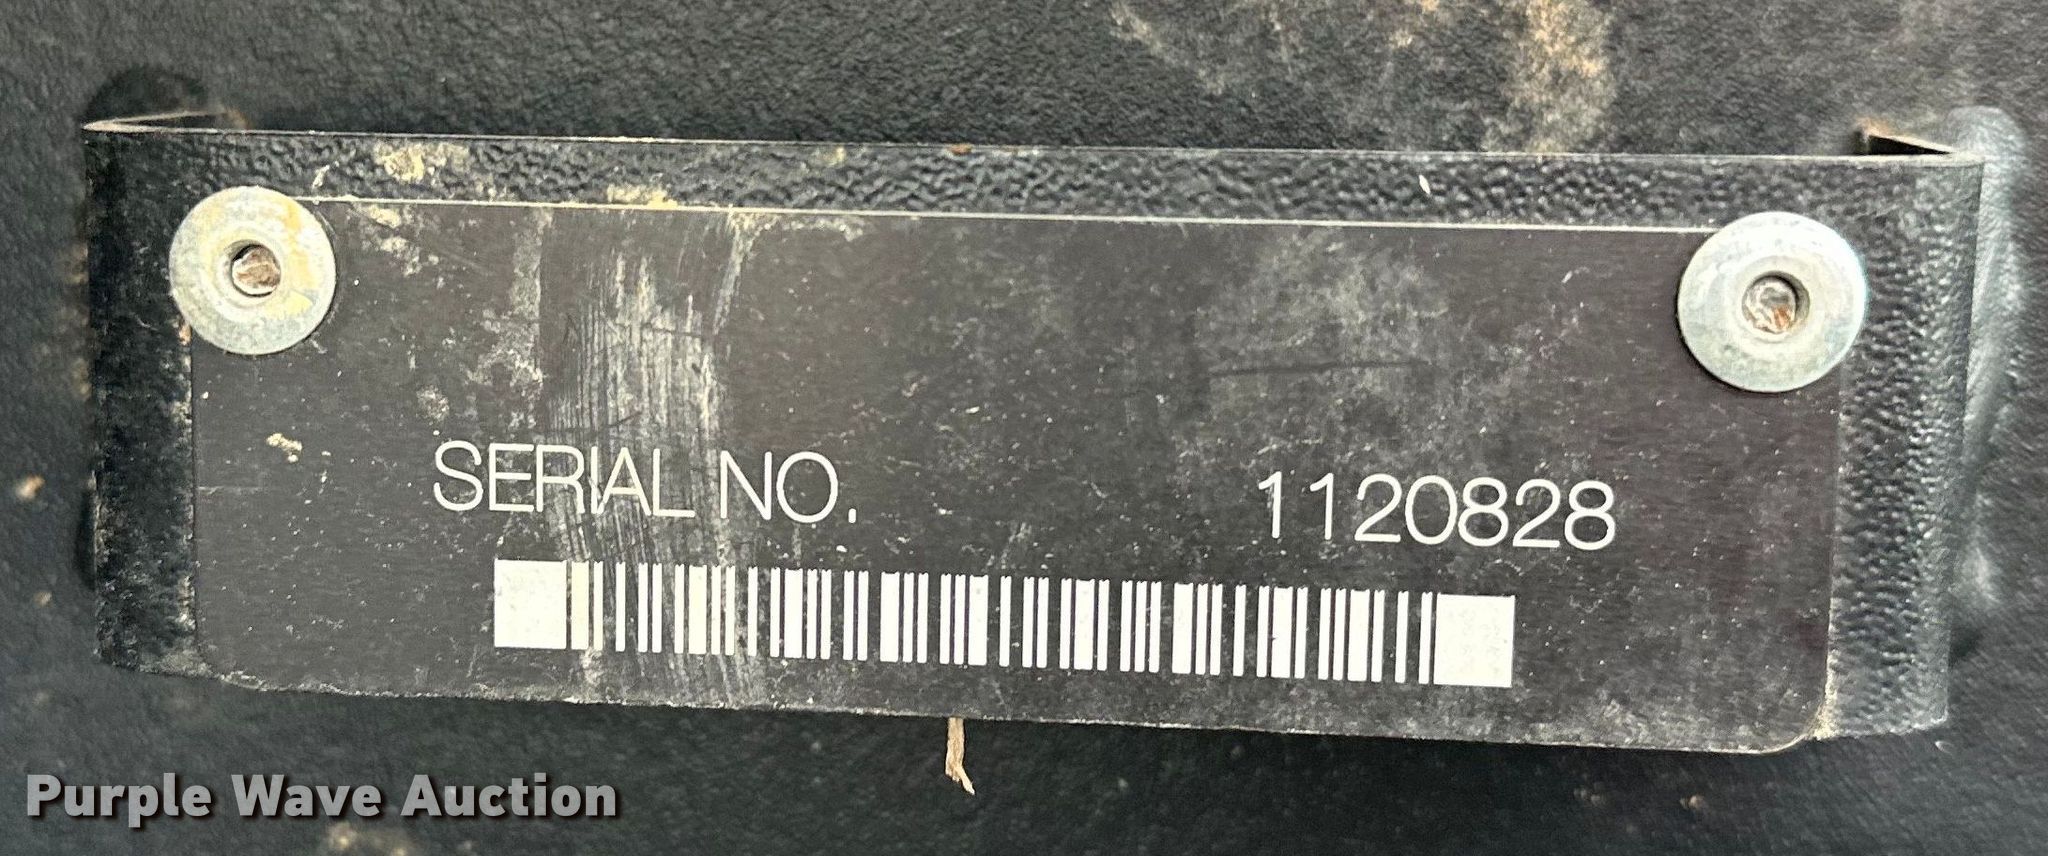 SERIAL NO. 1120828
Purple Wave Auction